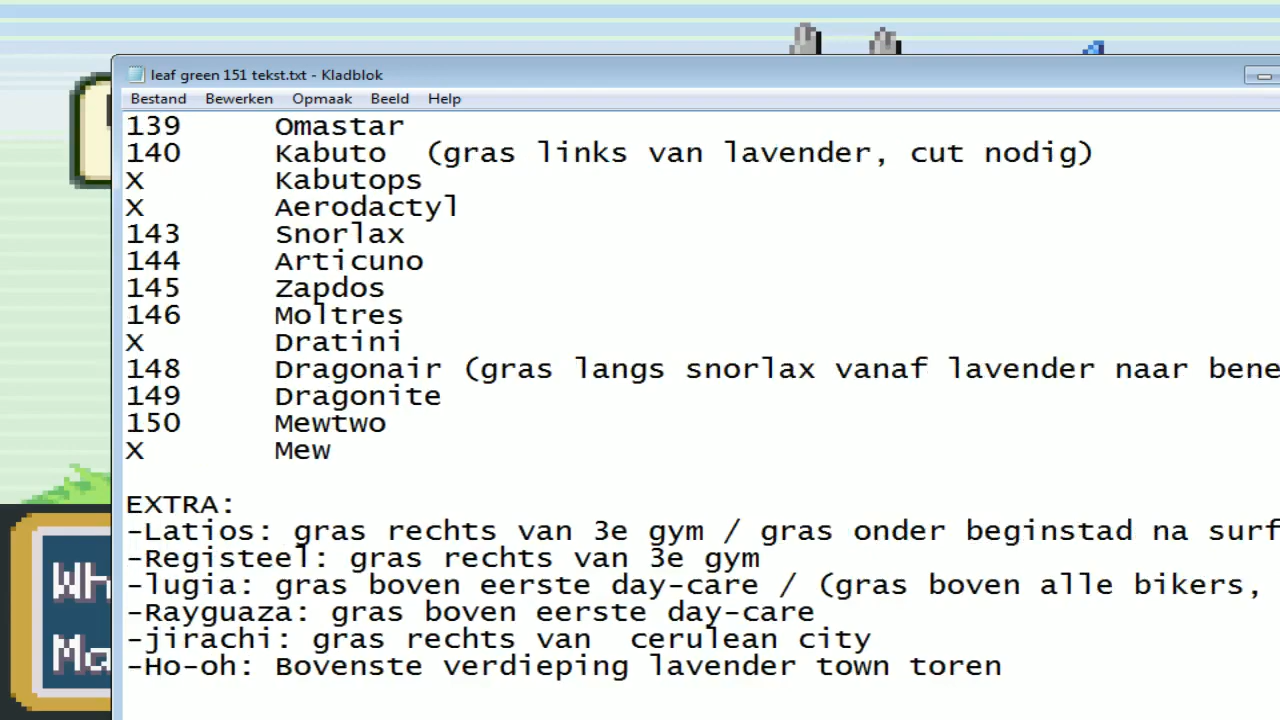 leaf green 151 tekst.txt - Kladblok
Bestand Bewerken Opmaak Beeld Help
139 Omastar
140 Kabuto (gras links van lavender, cut nodig)
X Kabutops
X Aerodactyl
143 Snorlax
144 Articuno
145 Zapdos
146 Moltres
X Dratini
148 Dragonair (gras langs snorlax vanaf lavender naar bene
149 Dragonite
150 Mewtwo
X Mew
EXTRA:
-Latios: gras rechts van 3e gym / gras onder beginstad na surf
-Registeel: gras rechts van 3e gym
-lugia: gras boven eerste day-care / (gras boven alle bikers,
-Rayguaza: gras boven eerste day-care
-jirachi: gras rechts van cerulean city
-Ho-oh: Bovenste verdieping lavender town toren
Wh
Ma